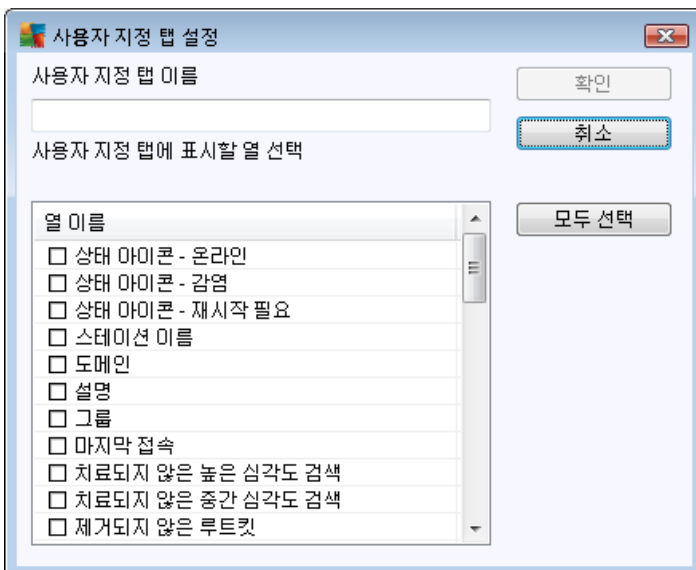 사용자 지정 탭 설정
사용자 지정 탭 이름
확인
취소
사용자 지정 탭에 표시할 열 선택
모두 선택
열 이름
상태 아이콘 - 온라인
상태 아이콘 - 감염
상태 아이콘 - 재시작 필요
스테이션 이름
도메인
설명
그룹
마지막 접속
치료되지 않은 높은 심각도 검색
치료되지 않은 중간 심각도 검색
제거되지 않은 루트킷